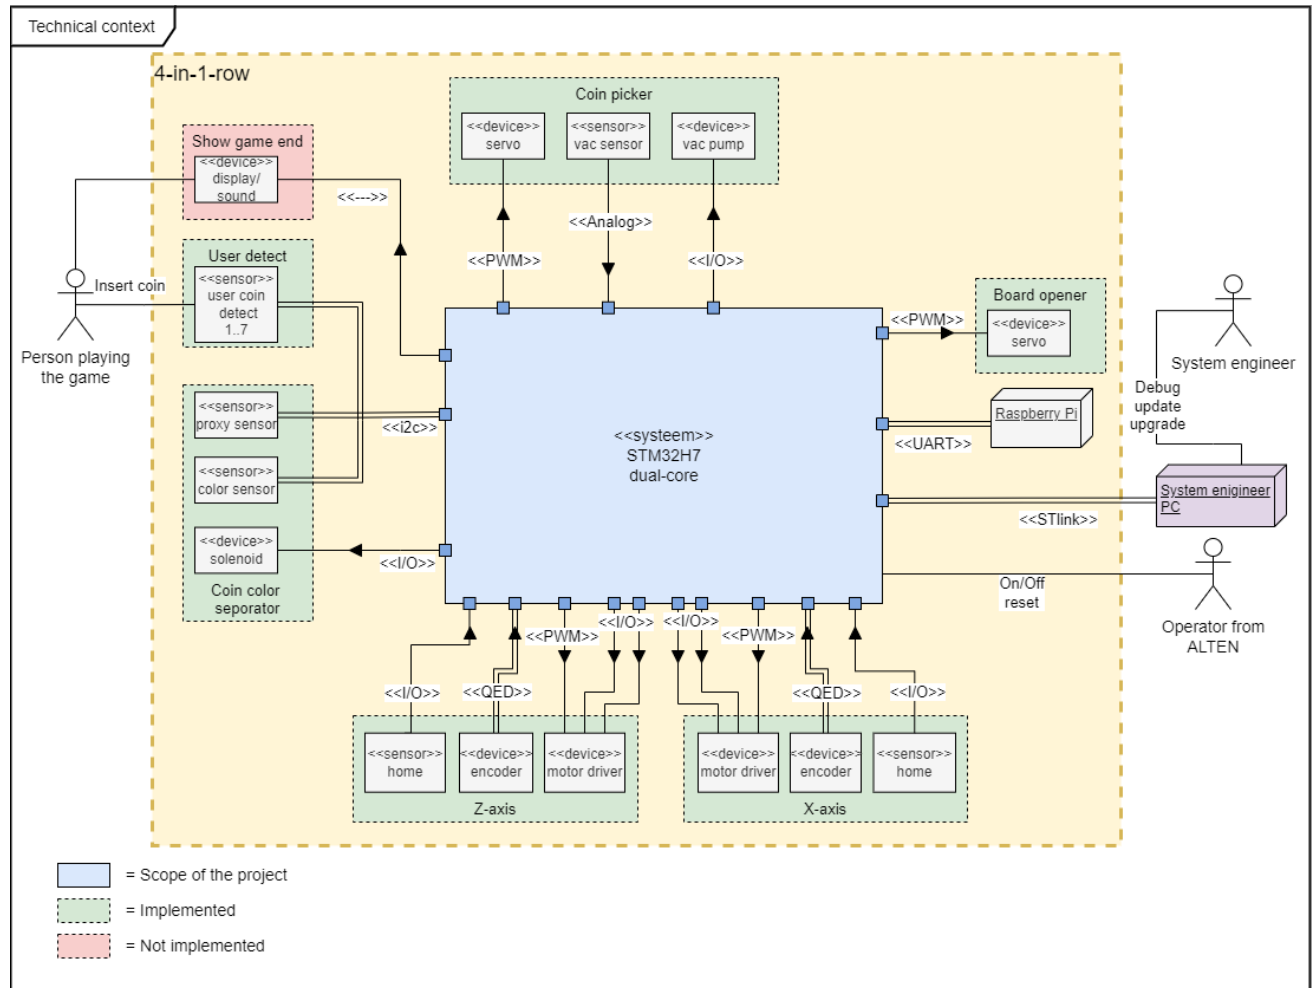 Technical context
4-in-1-row
Coin picker
<<device>>
servo
<<sensor>>
vac sensor
<<device>>
vac pump
Show game end
<<device>>
display/
sound
<<--->>
<<PWM>>
<<Analog>>
<<I/O>>
User detect
<<sensor>>
user coin
detect
1..7
Insert coin
Person playing
the game
Board opener
<<device>>
servo
<<PWM>>
System engineer
Debug
update
upgrade
<<sensor>>
proxy sensor
<<i2c>>
<<sensor>>
color sensor
<<device>>
solenoid
<<I/O>>
Coin color
seporator
<<systeem>>
STM32H7
dual-core
Raspberry Pi
<<UART>>
System enigineer
PC
<<STlink>>
On/Off
reset
Operator from
ALTEN
<<I/O>>
<<QED>>
<<PWM>>
<<I/O>>
<<I/O>>
<<PWM>>
<<QED>>
<<I/O>>
<<sensor>>
home
<<device>>
encoder
<<device>>
motor driver
Z-axis
<<device>>
motor driver
<<device>>
encoder
<<sensor>>
home
X-axis
= Scope of the project
= Implemented
= Not implemented